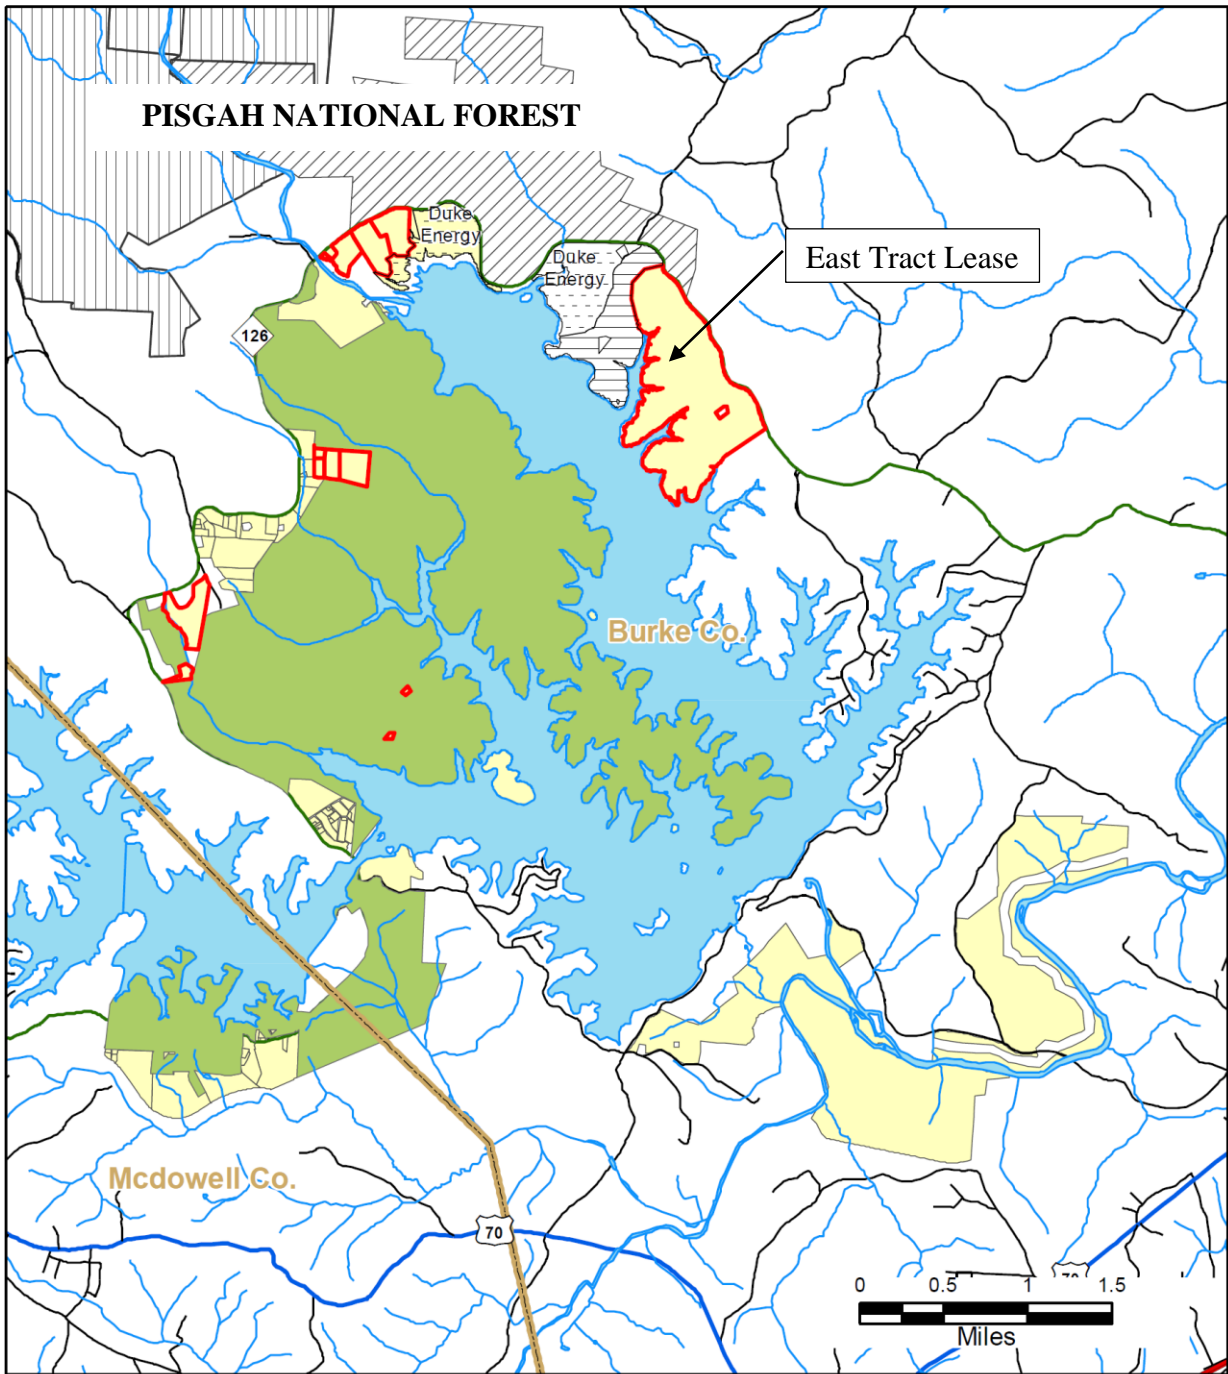 PISGAH NATIONAL FOREST
Duke
Energy
Duke
Energy
East Tract Lease
126
Burke Co.
Mcdowell Co.
70
70
0 0.5 1 1.5
Miles